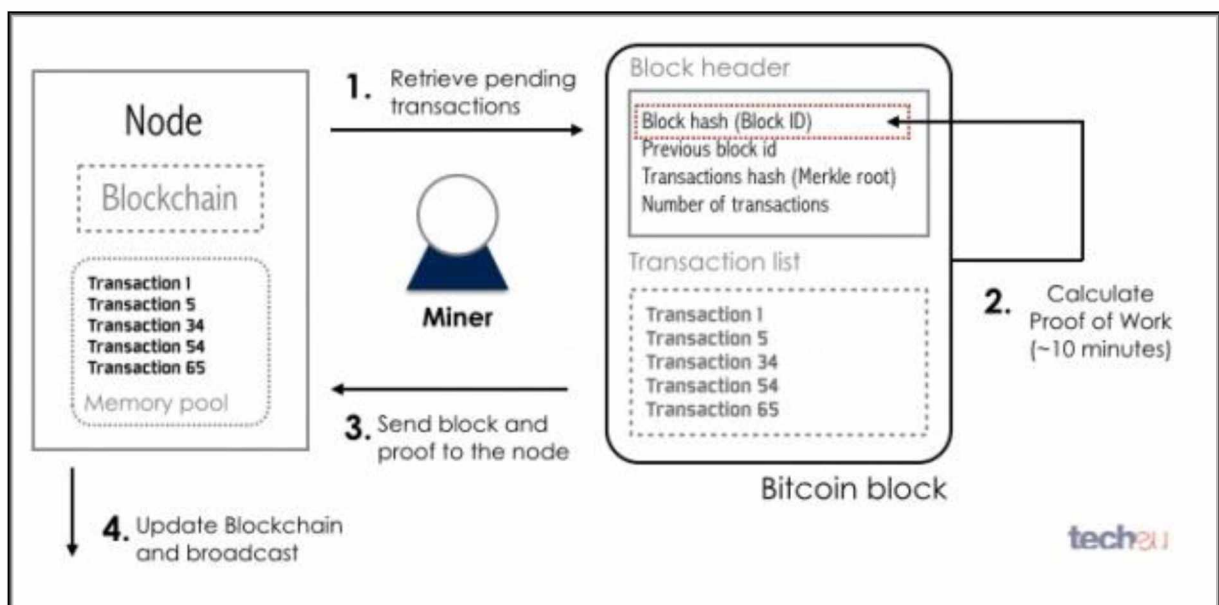 Node
Blockchain
Transaction 1
Transaction 5
Transaction 34
Transaction 54
Transaction 65
Memory pool
1. Retrieve pending
transactions
Miner
3. Send block and
proof to the node
4. Update Blockchain
and broadcast
Block header
Block hash (Block ID)
Previous block id
Transactions hash (Merkle root)
Number of transactions
Transaction list
Transaction 1
Transaction 5
Transaction 34
Transaction 54
Transaction 65
Bitcoin block
2. Calculate
Proof of Work
(~10 minutes)
tech